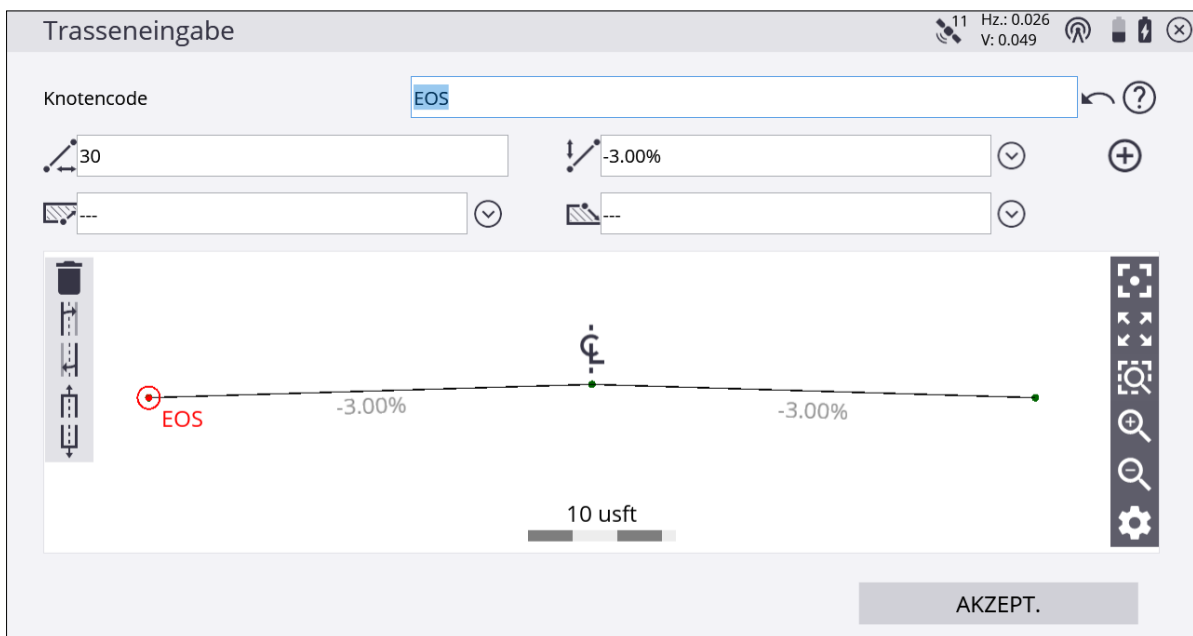 Trasseneingabe
11
Hz.: 0.026
V: 0.049
Knotencode
EOS
30
-3.00%
---
---
-3.00%
-3.00%
EOS
10 usft
AKZEPT.